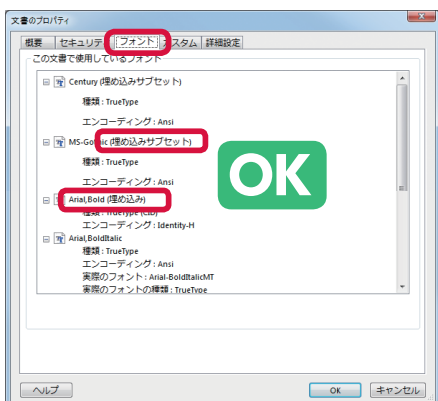 文書のプロパティ
概要 セキュリテ フォント カスタム 詳細設定
この文書で使用しているフォント
Century (埋め込みサブセット)
種類 : TrueType
エンコーディング : Ansi
MS-Gothic (埋め込みサブセット)
種類 : TrueType
エンコーディング : Ansi
OK
Arial,Bold (埋め込み)
種類 : TrueType (CID)
エンコーディング : Identity-H
Arial,BoldItalic
種類 : TrueType
エンコーディング : Ansi
実際のフォント : Arial-BoldItalicMT
実際のフォントの種類 : TrueType
ヘルプ OK キャンセル